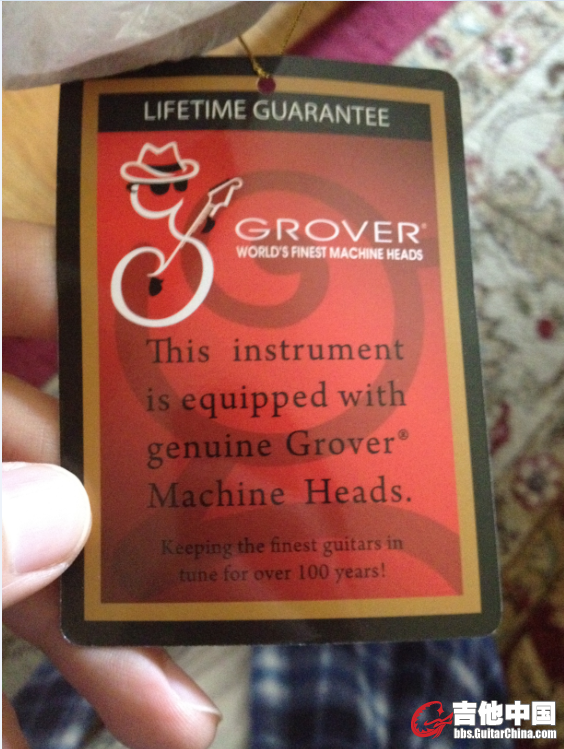 LIFETIME GUARANTEE
GROVER®
WORLD'S FINEST MACHINE HEADS
This instrument
is equipped with
genuine Grover®
Machine Heads.
Keeping the finest guitars in
tune for over 100 years!
吉他中国
bbs.GuitarChina.com